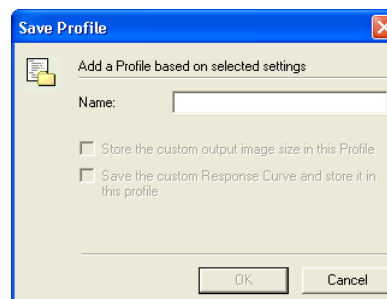 Save Profile
Add a Profile based on selected settings
Name:
Store the custom output image size in this Profile
Save the custom Response Curve and store it in
this profile
OK
Cancel